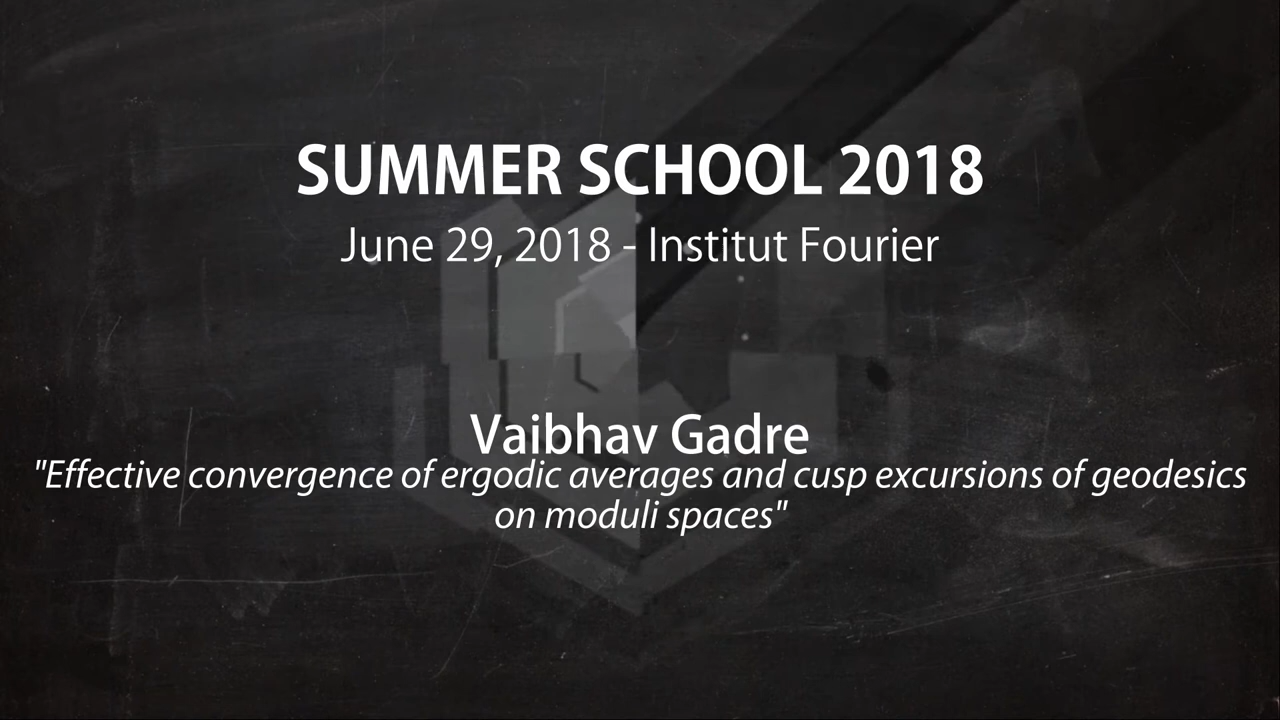 SUMMER SCHOOL 2018
June 29, 2018 - Institut Fourier
Vaibhav Gadre
"Effective convergence of ergodic averages and cusp excursions of geodesics
on moduli spaces"